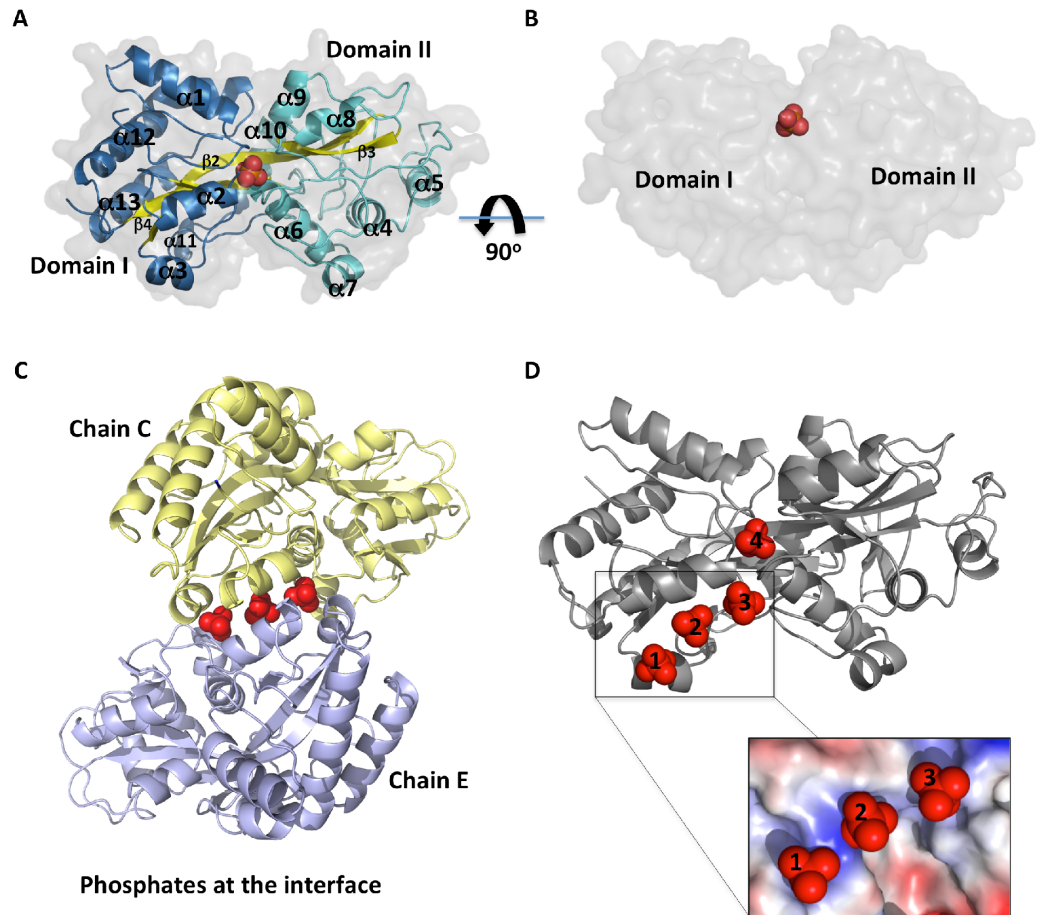 A
Domain II
α1
α9
α8
α10
α12
β3
β2
α5
α13
α2
β4
α6
α4
α11
Domain I
α3
α7
90°
B
Domain I
Domain II
C
Chain C
Chain E
Phosphates at the interface
D
4
3
2
1
3
2
1